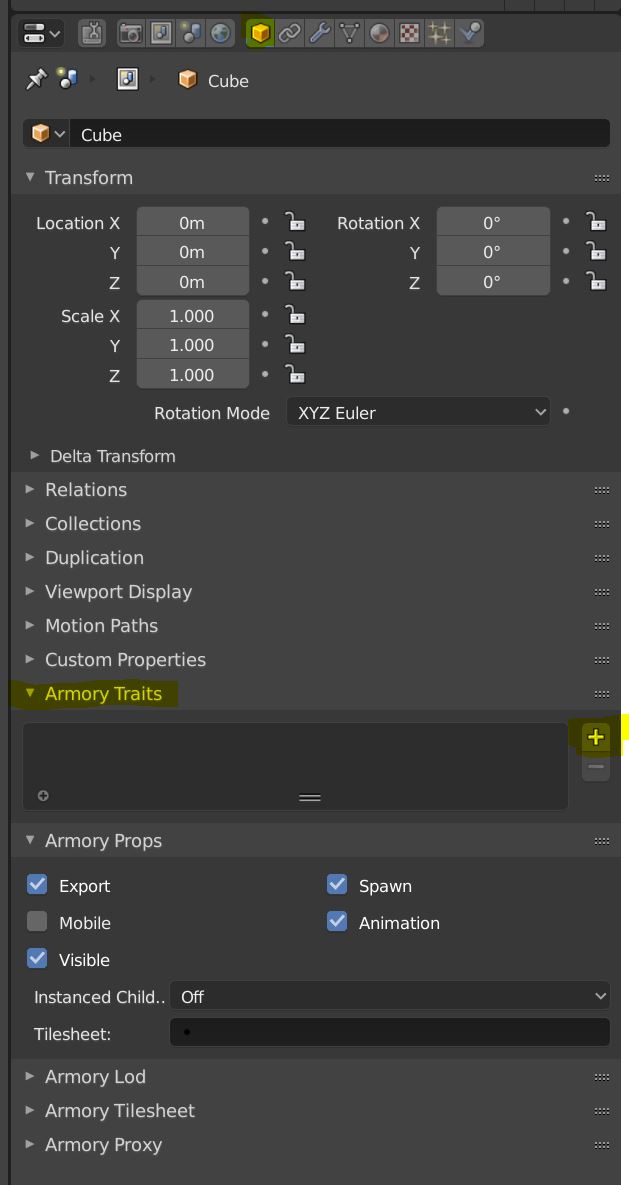 Cube
Cube
Transform
Location X 0m Rotation X 0°
Y 0m Y 0°
Z 0m Z 0°
Scale X 1.000
Y 1.000
Z 1.000
Rotation Mode XYZ Euler
Delta Transform
Relations
Collections
Duplication
Viewport Display
Motion Paths
Custom Properties
Armory Traits
Armory Props
Export Spawn
Mobile Animation
Visible
Instanced Child.. Off
Tilesheet:
Armory Lod
Armory Tilesheet
Armory Proxy